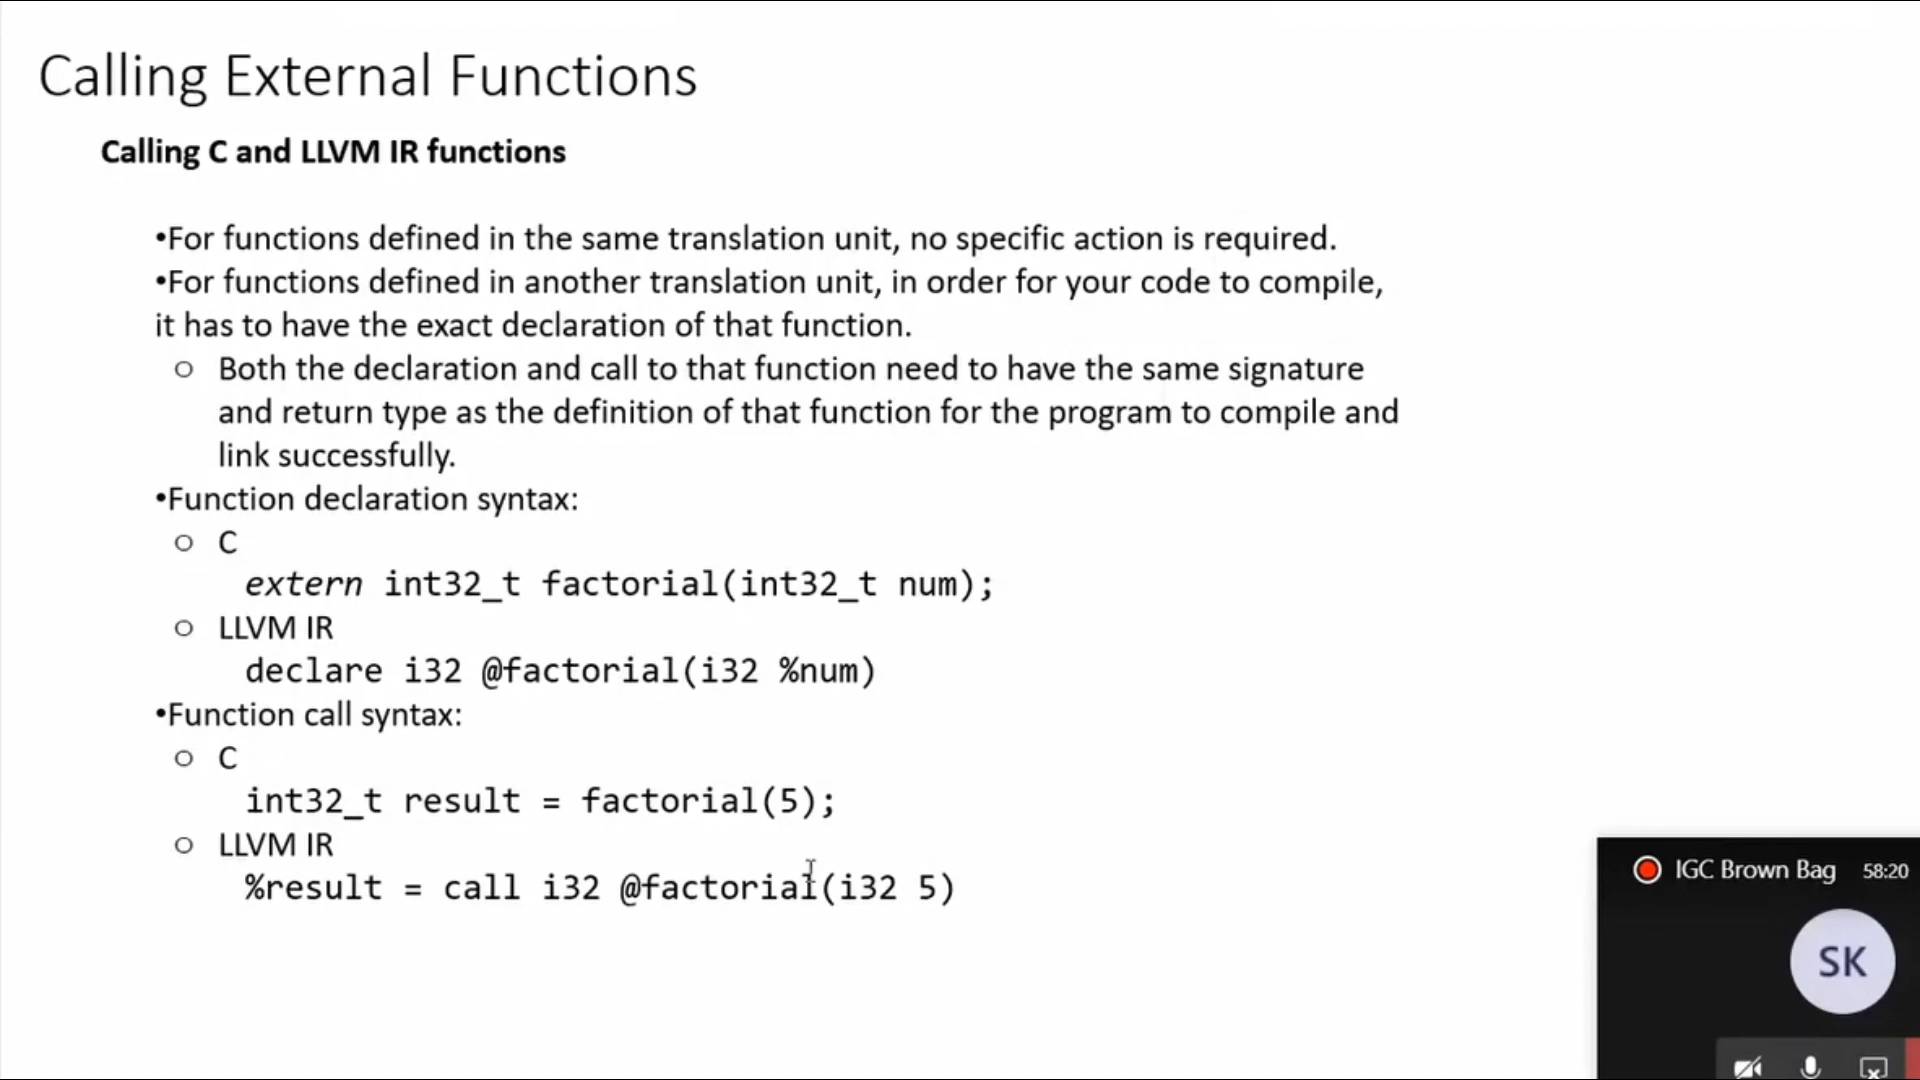 Calling External Functions
Calling C and LLVM IR functions
•For functions defined in the same translation unit, no specific action is required.
•For functions defined in another translation unit, in order for your code to compile,
it has to have the exact declaration of that function.
○ Both the declaration and call to that function need to have the same signature
and return type as the definition of that function for the program to compile and
link successfully.
•Function declaration syntax:
○ C
extern int32_t factorial(int32_t num);
○ LLVM IR
declare i32 @factorial(i32 %num)
•Function call syntax:
○ C
int32_t result = factorial(5);
○ LLVM IR
%result = call i32 @factorial(i32 5)
IGC Brown Bag 58:20
SK